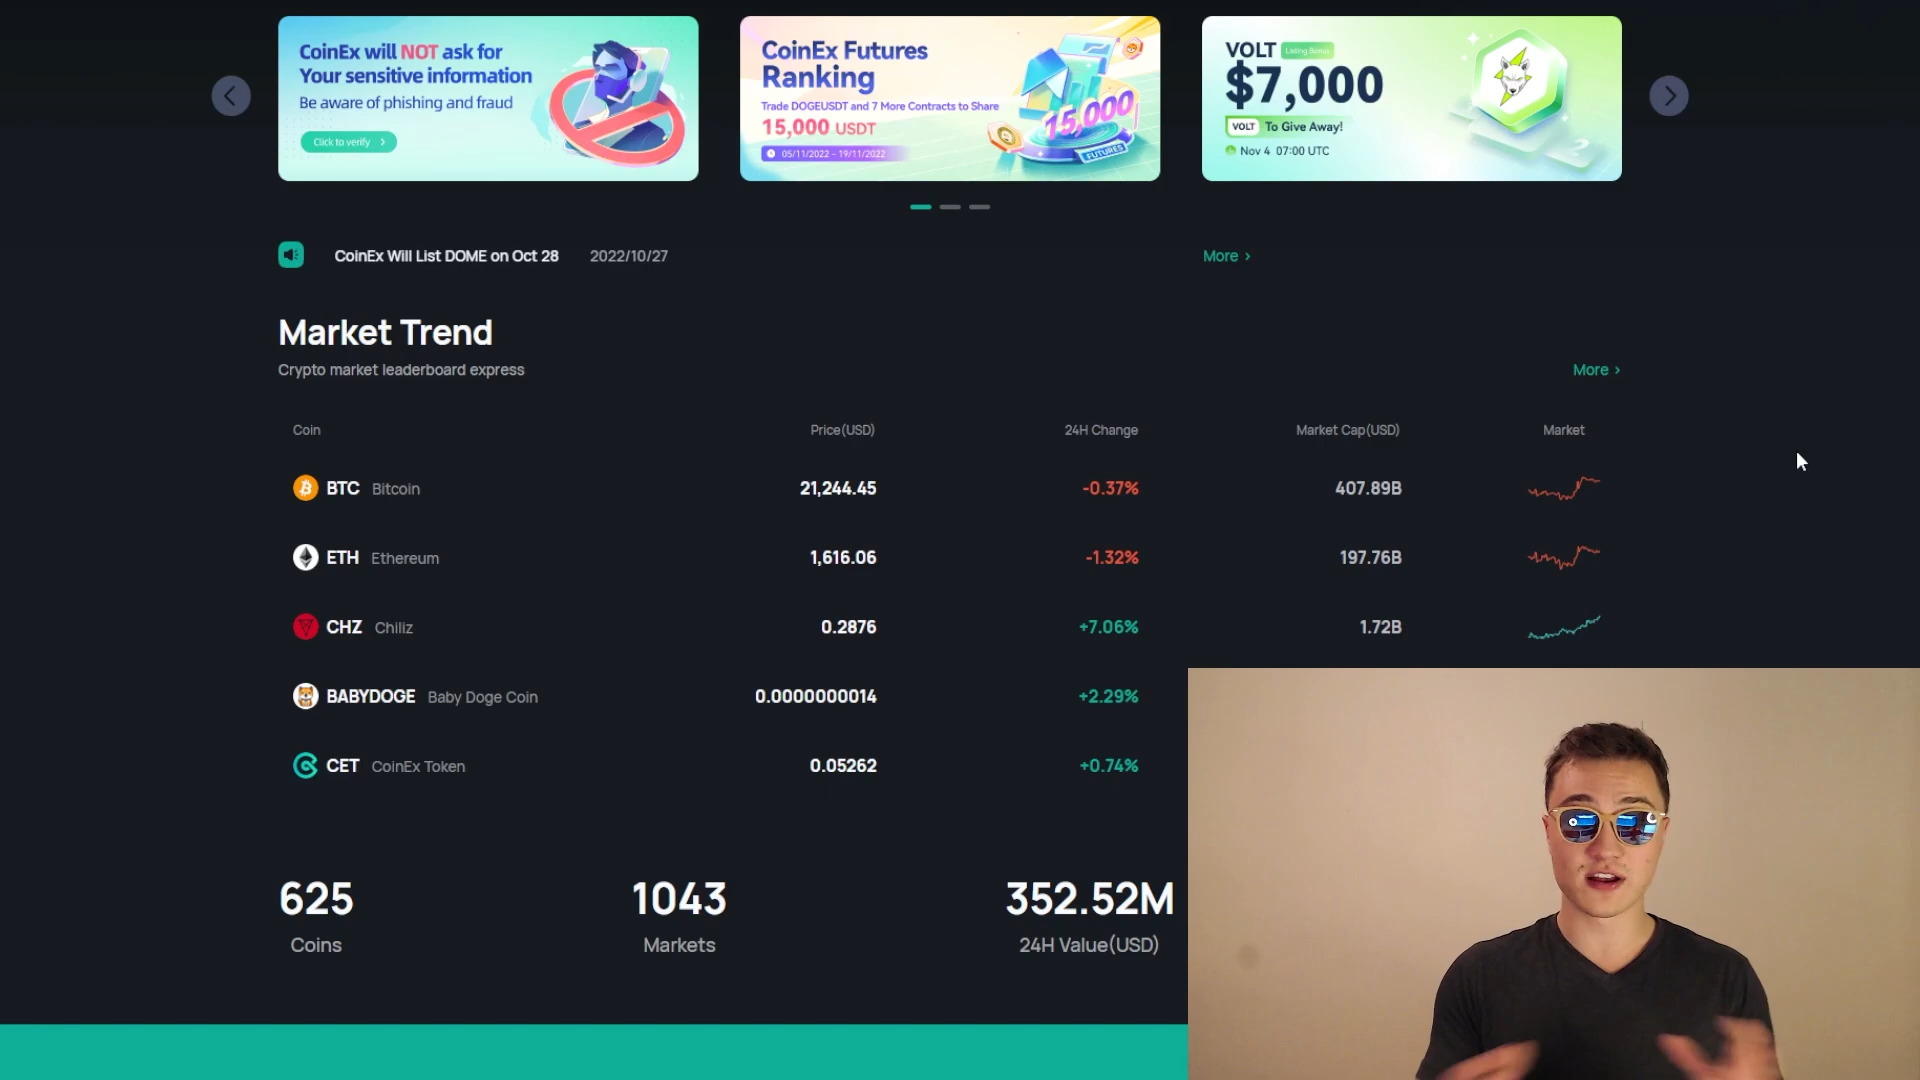 CoinEx will NOT ask for
Your sensitive information
Be aware of phishing and fraud
Click to verify
CoinEx Futures
Ranking
Trade DOGEUSDT and 7 More Contracts to Share
15,000 USDT
05/11/2022 - 19/11/2022
15,000
FUTURES
VOLT Listing Bonus
$7,000
VOLT To Give Away!
Nov 4 07:00 UTC
CoinEx Will List DOME on Oct 28 2022/10/27 More >
Market Trend
Crypto market leaderboard express More >
Coin Price(USD) 24H Change Market Cap(USD) Market
BTC Bitcoin 21,244.45 -0.37% 407.89B
ETH Ethereum 1,616.06 -1.32% 197.76B
CHZ Chiliz 0.2876 +7.06% 1.72B
BABYDOGE Baby Doge Coin 0.0000000014 +2.29%
CET CoinEx Token 0.05262 +0.74%
625 1043 352.52M
Coins Markets 24H Value(USD)